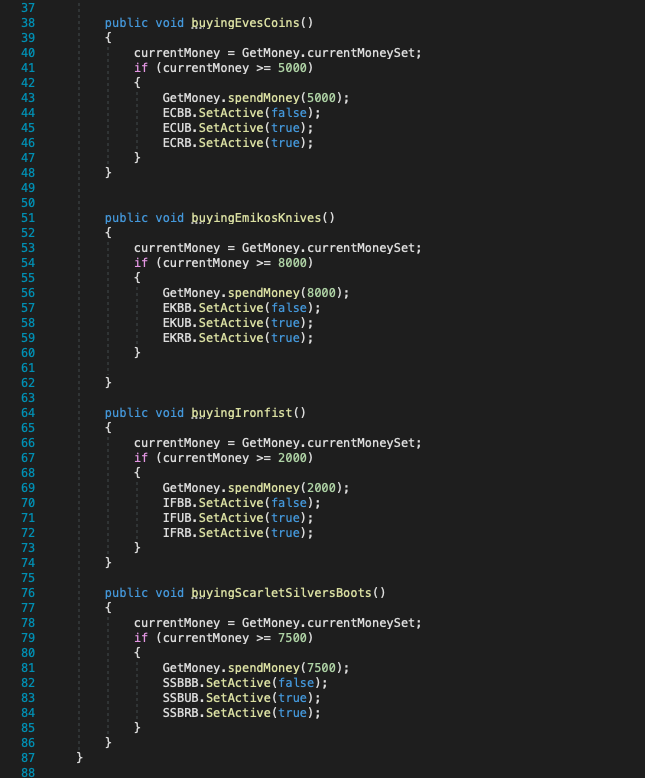 37
38 public void buyingEvesCoins()
39 {
40 currentMoney = GetMoney.currentMoneySet;
41 if (currentMoney >= 5000)
42 {
43 GetMoney.spendMoney(5000);
44 ECBB.SetActive(false);
45 ECUB.SetActive(true);
46 ECRB.SetActive(true);
47 }
48 }
49
50
51 public void buyingEmikosKnives()
52 {
53 currentMoney = GetMoney.currentMoneySet;
54 if (currentMoney >= 8000)
55 {
56 GetMoney.spendMoney(8000);
57 EKBB.SetActive(false);
58 EKUB.SetActive(true);
59 EKRB.SetActive(true);
60 }
61
62 }
63
64 public void buyingIronfist()
65 {
66 currentMoney = GetMoney.currentMoneySet;
67 if (currentMoney >= 2000)
68 {
69 GetMoney.spendMoney(2000);
70 IFBB.SetActive(false);
71 IFUB.SetActive(true);
72 IFRB.SetActive(true);
73 }
74 }
75
76 public void buyingScarletSilversBoots()
77 {
78 currentMoney = GetMoney.currentMoneySet;
79 if (currentMoney >= 7500)
80 {
81 GetMoney.spendMoney(7500);
82 SSBBB.SetActive(false);
83 SSBUB.SetActive(true);
84 SSBRB.SetActive(true);
85 }
86 }
87 }
88